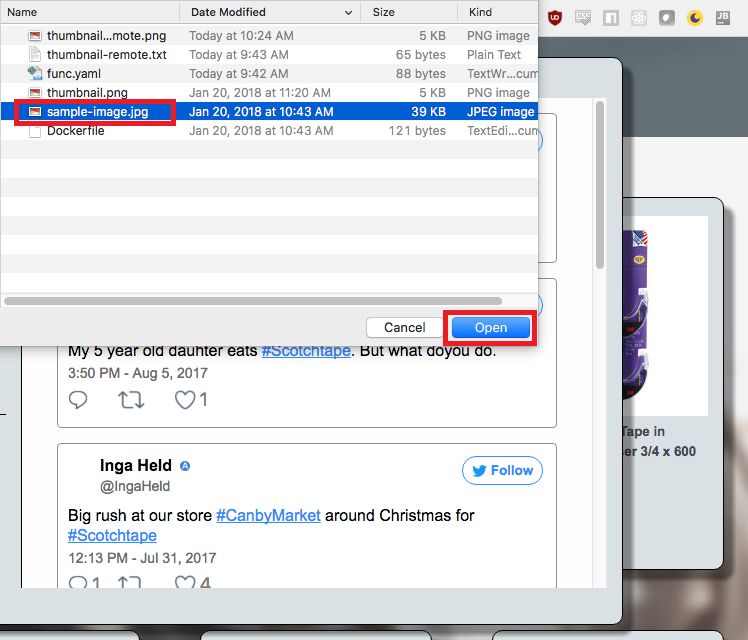 Name Date Modified Size Kind
thumbnail...mote.png Today at 10:24 AM 5 KB PNG image
thumbnail-remote.txt Today at 9:43 AM 65 bytes Plain Text
func.yaml Today at 9:42 AM 88 bytes TextWr...cum
thumbnail.png Jan 20, 2018 at 11:20 AM 5 KB PNG image
sample-image.jpg Jan 20, 2018 at 10:43 AM 39 KB JPEG image
Dockerfile Jan 20, 2018 at 10:43 AM 121 bytes TextEdi...cum
Cancel Open
My 5 year old dauhter eats #Scotchtape. But what doyou do.
3:50 PM - Aug 5, 2017
1
Inga Held
@IngaHeld
Follow
Big rush at our store #CanbyMarket around Christmas for
#Scotchtape
12:13 PM - Jul 31, 2017
1 4
Tape in
er 3/4 x 600
CSS
JB